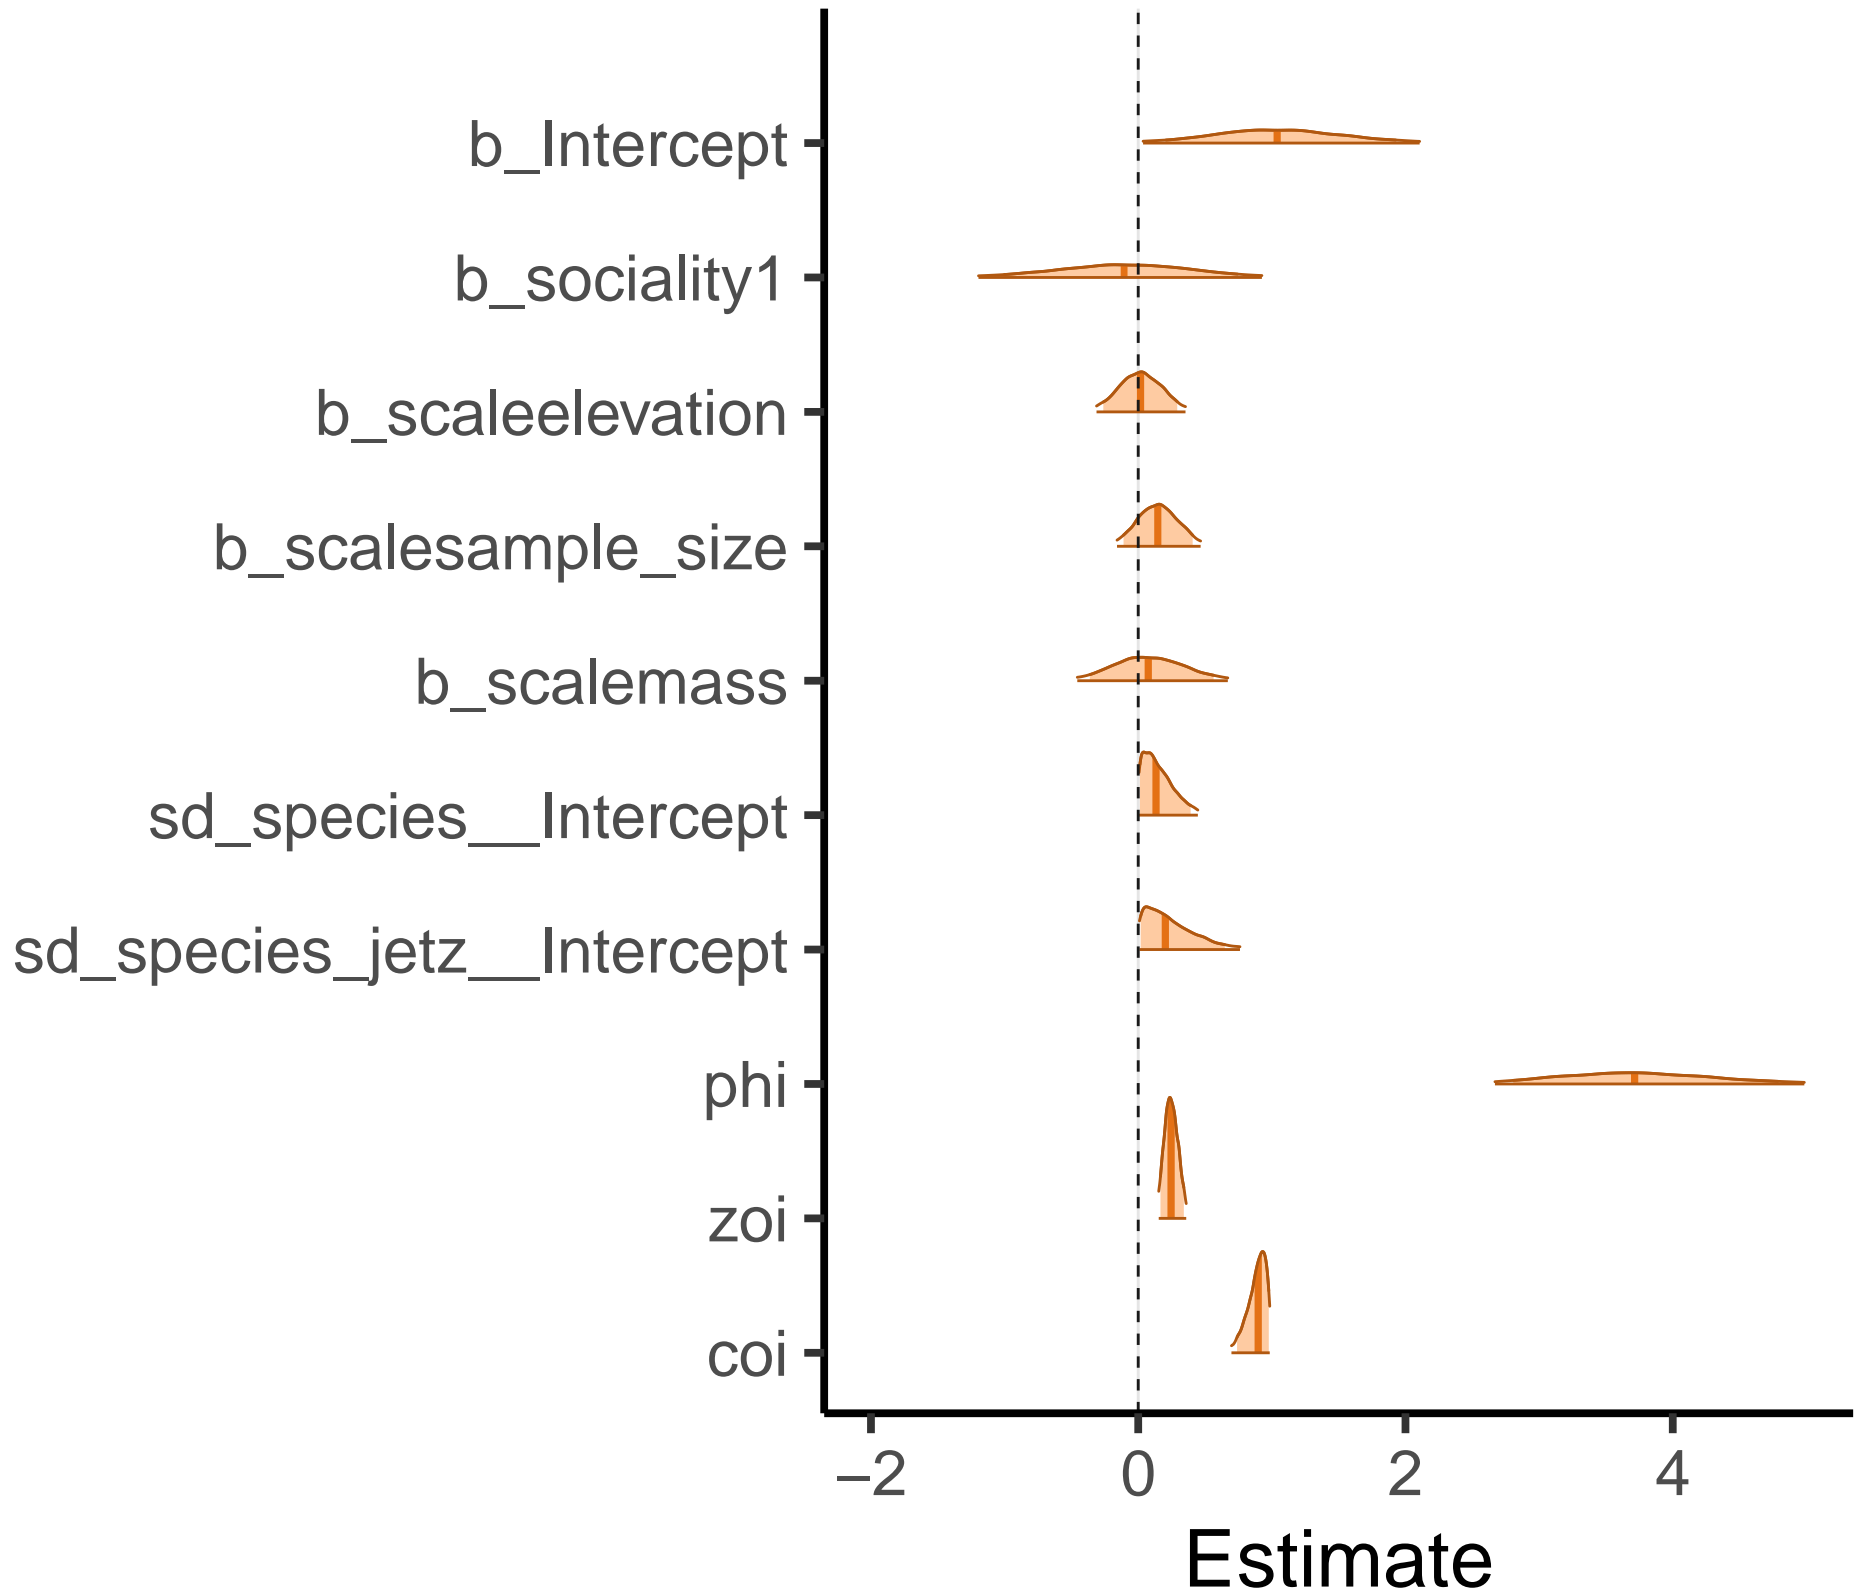 b_Intercept
b_sociality1
b_scaleelevation
b_scalesample_size
b_scalemass
sd_species__Intercept
sd_species_jetz__Intercept
phi
zoi
coi
−2 0 2 4
Estimate